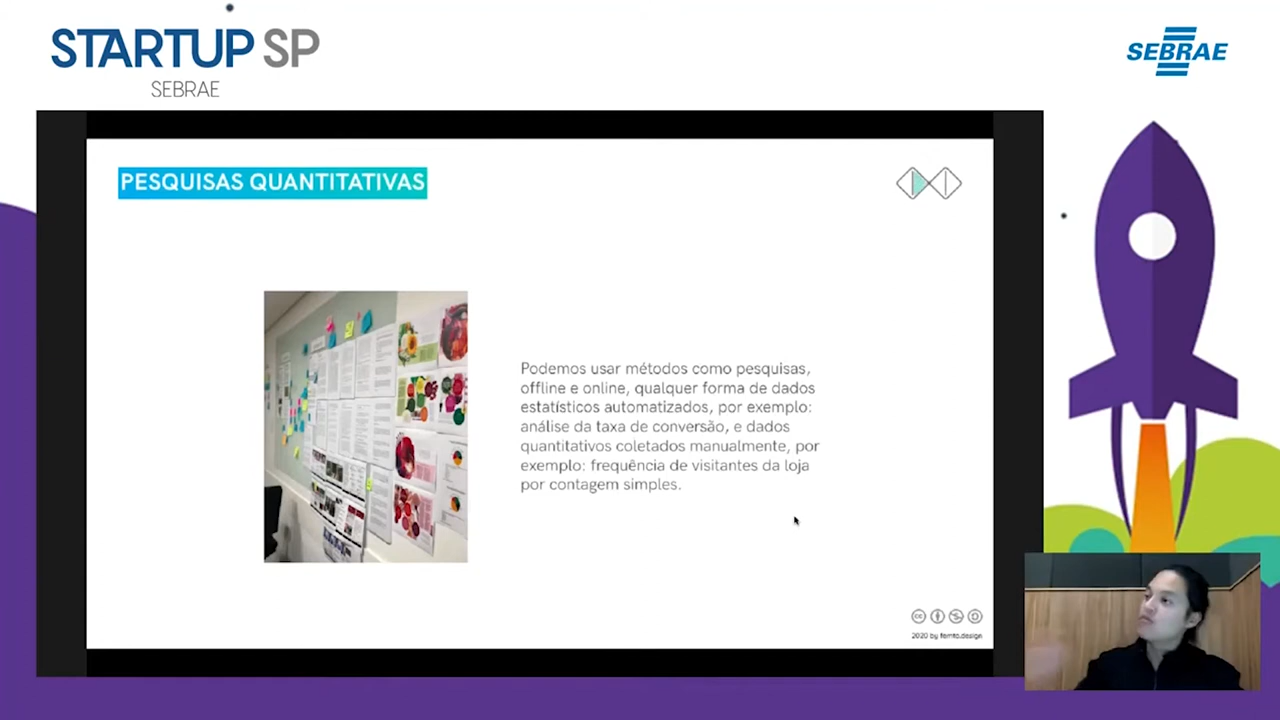 STARTUP SP
SEBRAE
SEBRAE
PESQUISAS QUANTITATIVAS
Podemos usar métodos como pesquisas,
offline e online, qualquer forma de dados
estatísticos automatizados, por exemplo:
análise da taxa de conversão, e dados
quantitativos coletados manualmente, por
exemplo: frequência de visitantes da loja
por contagem simples.
2020 by femto.design